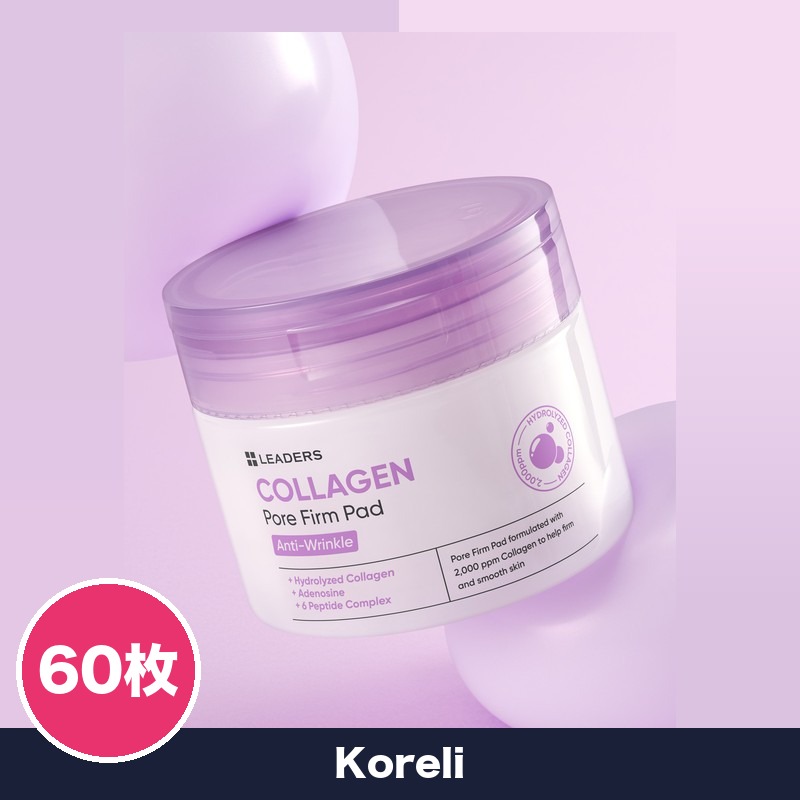 LEADERS
COLLAGEN
Pore Firm Pad
Anti-Wrinkle
+ Hydrolyzed Collagen
+ Adenosine
+ 6 Peptide Complex
Pore Firm Pad formulated with
2,000 ppm Collagen to help firm
and smooth skin
HYDROLYZED COLLAGEN
2,000ppm
60枚
Koreli